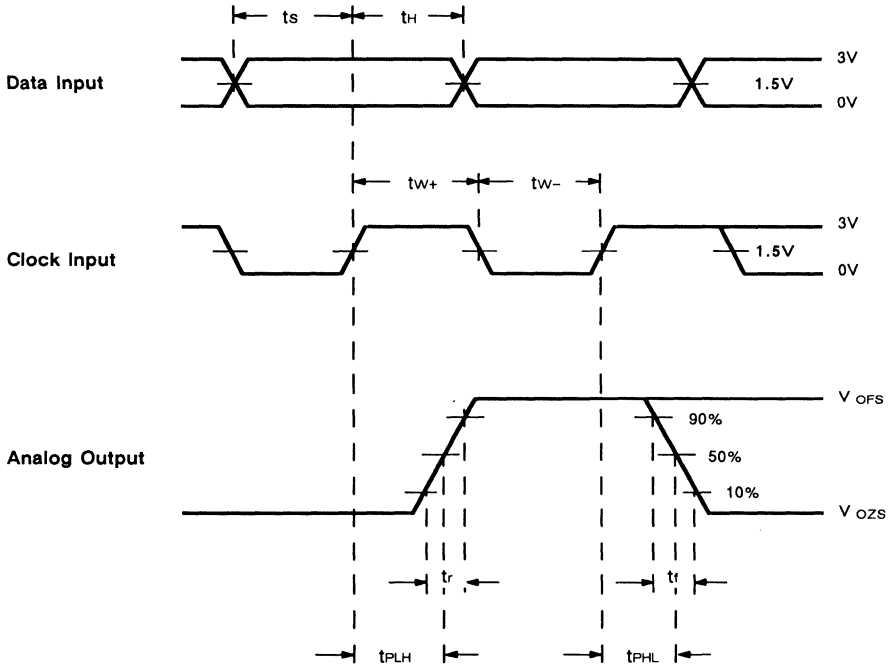 ts
tH
Data Input
3V
1.5V
0V
tw+
tw−
Clock Input
3V
1.5V
0V
Analog Output
V OFS
90%
50%
10%
V OZS
tr
tf
tPLH
tPHL